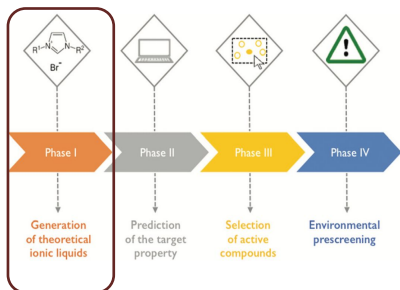 R¹ N N R²
Br⁻
Phase I
Phase II
Phase III
Phase IV
Generation
of theoretical
ionic liquids
Prediction
of the target
property
Selection
of active
compounds
Environmental
prescreening